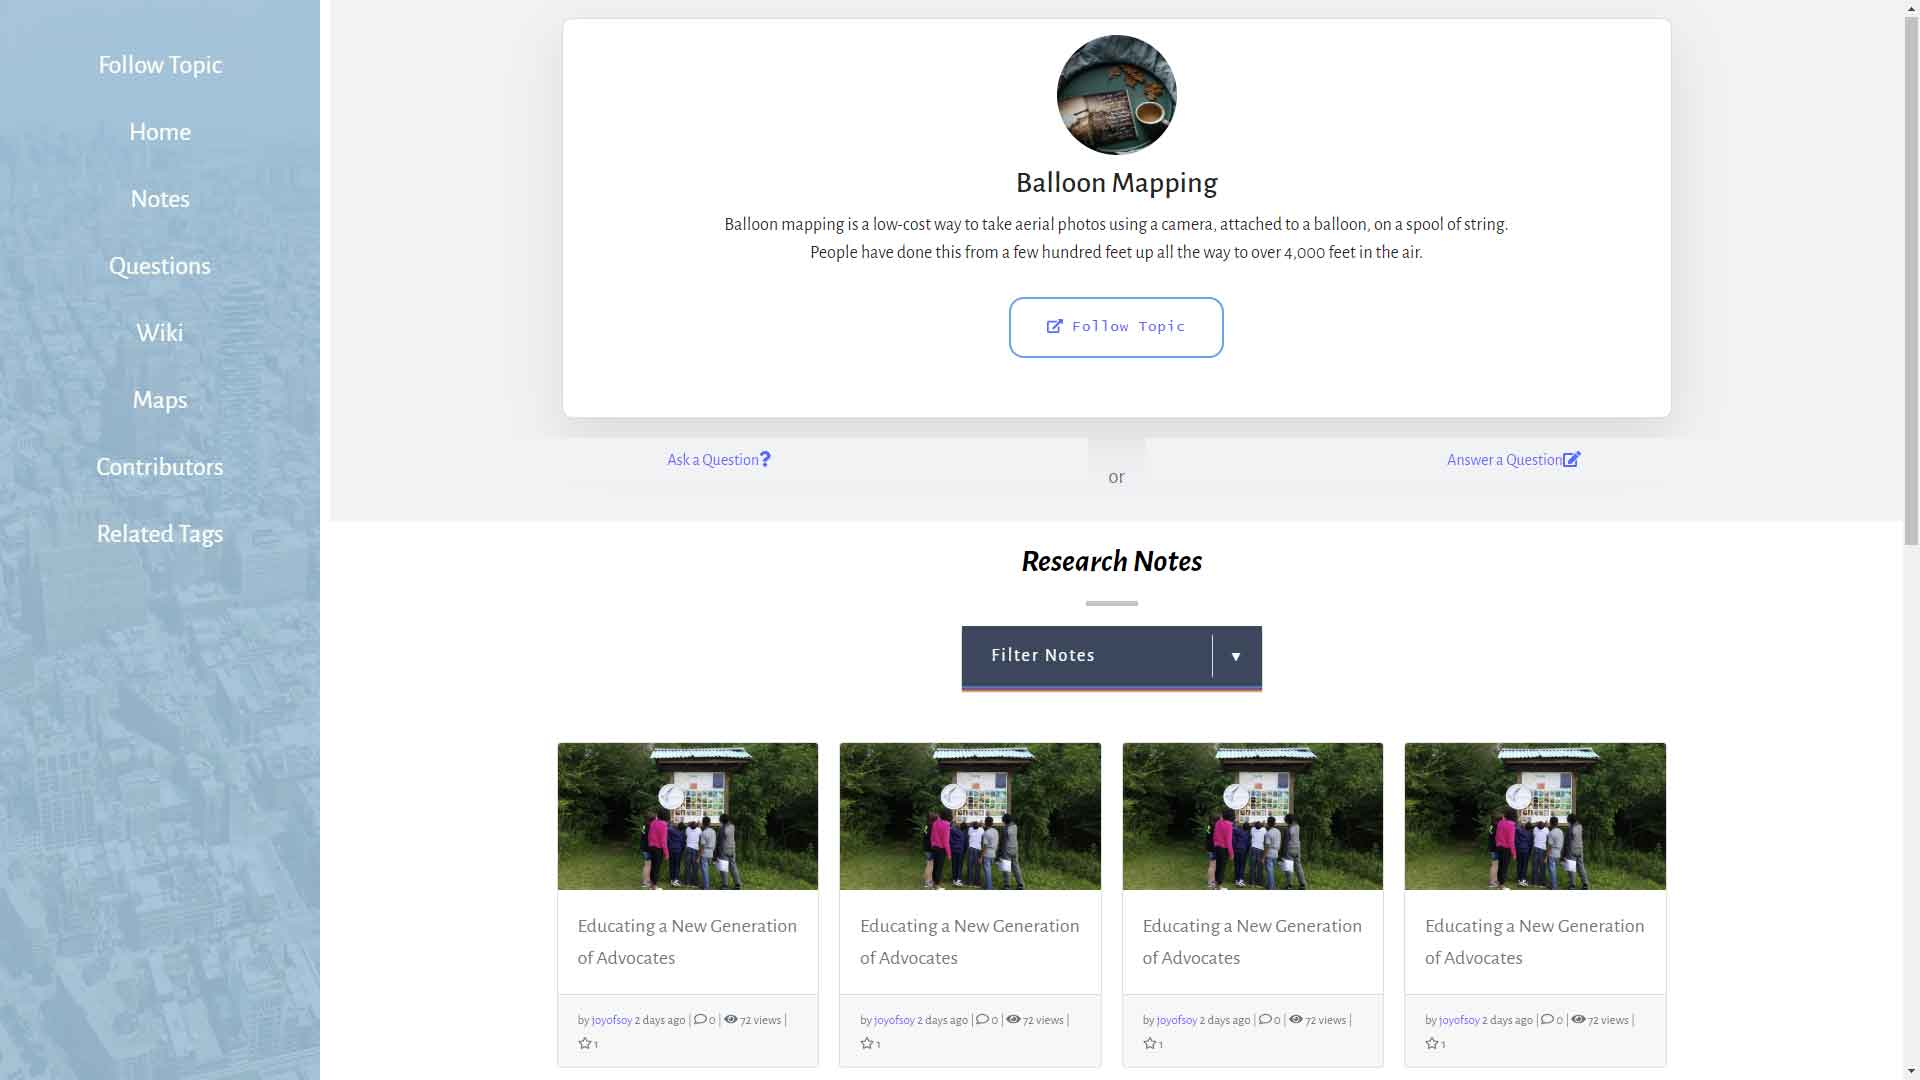 Follow Topic
Home
Notes
Questions
Wiki
Maps
Contributors
Related Tags
Balloon Mapping
Balloon mapping is a low-cost way to take aerial photos using a camera, attached to a balloon, on a spool of string.
People have done this from a few hundred feet up all the way to over 4,000 feet in the air.
Follow Topic
Ask a Question?
or
Answer a Question
Research Notes
Filter Notes
Educating a New Generation
of Advocates
by joyofsoy 2 days ago | 0 | 72 views |
1
Educating a New Generation
of Advocates
by joyofsoy 2 days ago | 0 | 72 views |
1
Educating a New Generation
of Advocates
by joyofsoy 2 days ago | 0 | 72 views |
1
Educating a New Generation
of Advocates
by joyofsoy 2 days ago | 0 | 72 views |
1